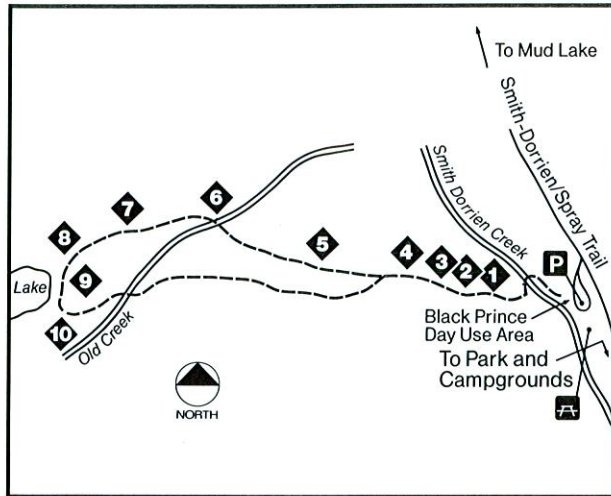 To Mud Lake
Smith-Dorrien/Spray Trail
Smith Dorrien Creek
6
7
8
5
4
3
2
1
P
9
Lake
10
Old Creek
Black Prince
Day Use Area
To Park and
Campgrounds
NORTH